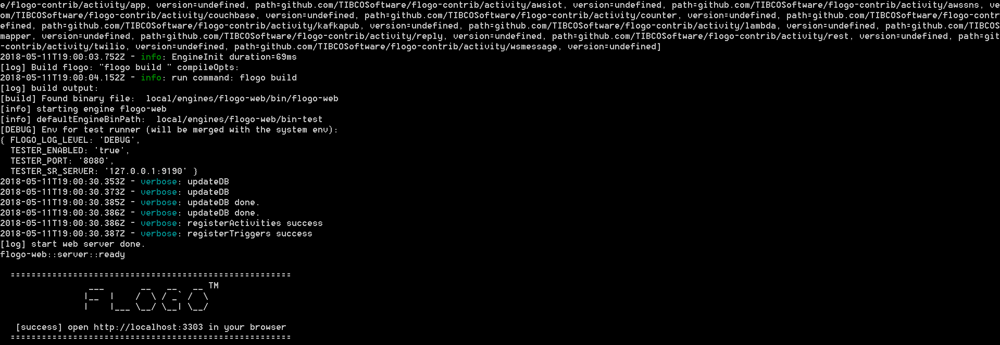 e/flogo-contrib/activity/app, version=undefined, path=github.com/TIBCOSoftware/flogo-contrib/activity/awsiot, version=undefined, path=github.com/TIBCOSoftware/flogo-contrib/activity/awssns, ve
om/TIBCOSoftware/flogo-contrib/activity/couchbase, version=undefined, path=github.com/TIBCOSoftware/flogo-contrib/activity/counter, version=undefined, path=github.com/TIBCOSoftware/flogo-contr
efined, path=github.com/TIBCOSoftware/flogo-contrib/activity/kafkapub, version=undefined, path=github.com/TIBCOSoftware/flogo-contrib/activity/lambda, version=undefined, path=github.com/TIBCOS
mapper, version=undefined, path=github.com/TIBCOSoftware/flogo-contrib/activity/reply, version=undefined, path=github.com/TIBCOSoftware/flogo-contrib/activity/rest, version=undefined, path=git
-contrib/activity/twilio, version=undefined, path=github.com/TIBCOSoftware/flogo-contrib/activity/wsmessage, version=undefined]
2018-05-11T19:00:03.752Z - info: EngineInit duration=69ms
[log] Build flogo: "flogo build " compileOpts:
2018-05-11T19:00:04.152Z - info: run command: flogo build
[log] build output:
[build] Found binary file:  local/engines/flogo-web/bin/flogo-web
[info] starting engine flogo-web
[info] defaultEngineBinPath:  local/engines/flogo-web/bin-test
[DEBUG] Env for test runner (will be merged with the system env):
{ FLOGO_LOG_LEVEL: 'DEBUG',
  TESTER_ENABLED: 'true',
  TESTER_PORT: '8080',
  TESTER_SR_SERVER: '127.0.0.1:9190' }
2018-05-11T19:00:30.353Z - verbose: updateDB
2018-05-11T19:00:30.373Z - verbose: updateDB
2018-05-11T19:00:30.385Z - verbose: updateDB done.
2018-05-11T19:00:30.386Z - verbose: updateDB done.
2018-05-11T19:00:30.386Z - verbose: registerActivities success
2018-05-11T19:00:30.387Z - verbose: registerTriggers success
[log] start web server done.
flogo-web::server::ready
======================================================
FLOGO TM
[success] open http://localhost:3303 in your browser
======================================================